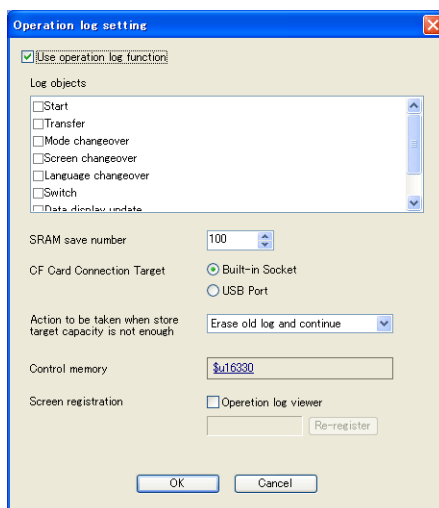 Operation log setting
Use operation log function
Log objects
Start
Transfer
Mode changeover
Screen changeover
Language changeover
Switch
Data display update
SRAM save number
100
CF Card Connection Target
Built-in Socket
USB Port
Action to be taken when store
target capacity is not enough
Erase old log and continue
Control memory
$u16330
Screen registration
Operetion log viewer
Re-register
OK
Cancel